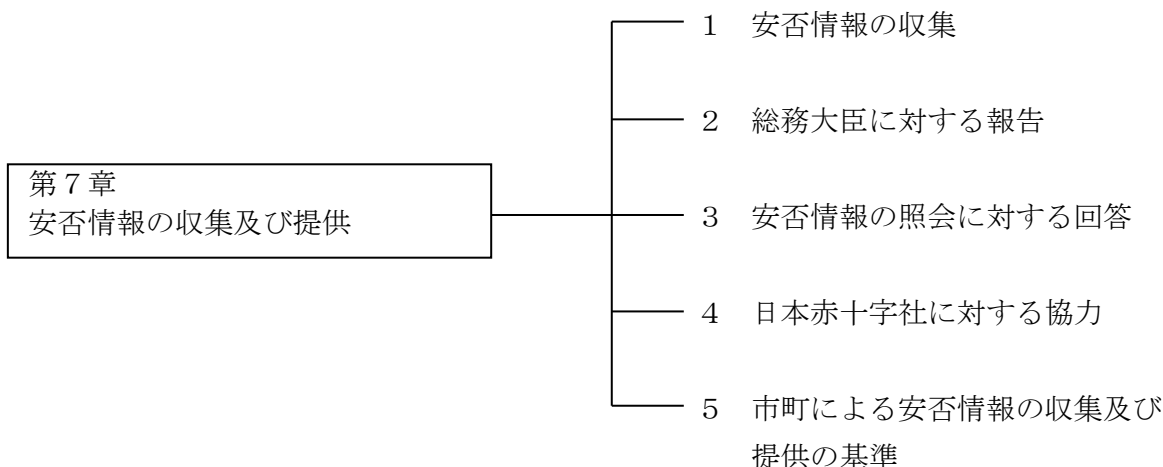 第７章
安否情報の収集及び提供
１　安否情報の収集
２　総務大臣に対する報告
３　安否情報の照会に対する回答
４　日本赤十字社に対する協力
５　市町による安否情報の収集及び
提供の基準